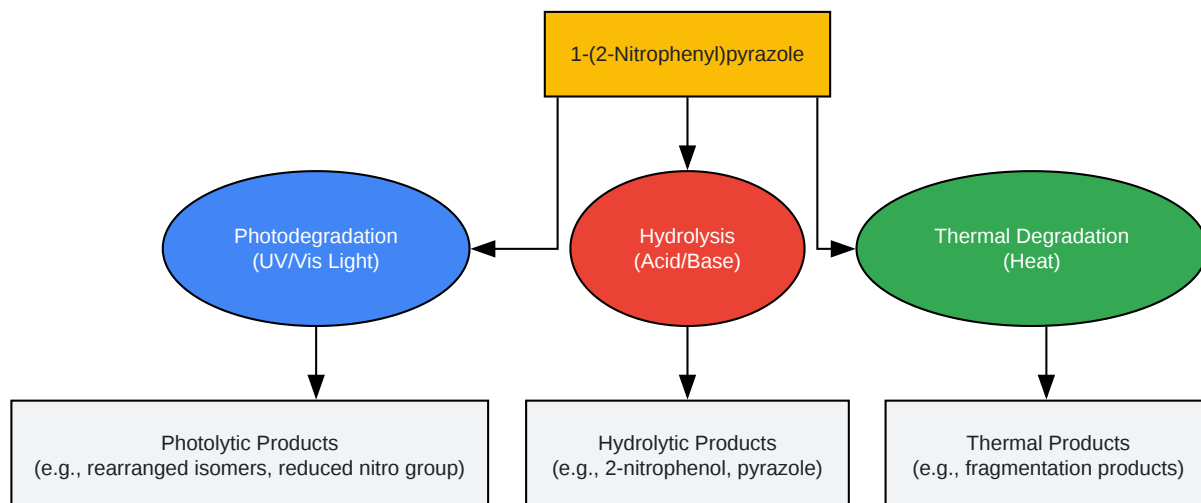 1-(2-Nitrophenyl)pyrazole
Photodegradation
(UV/Vis Light)
Hydrolysis
(Acid/Base)
Thermal Degradation
(Heat)
Photolytic Products
(e.g., rearranged isomers, reduced nitro group)
Hydrolytic Products
(e.g., 2-nitrophenol, pyrazole)
Thermal Products
(e.g., fragmentation products)